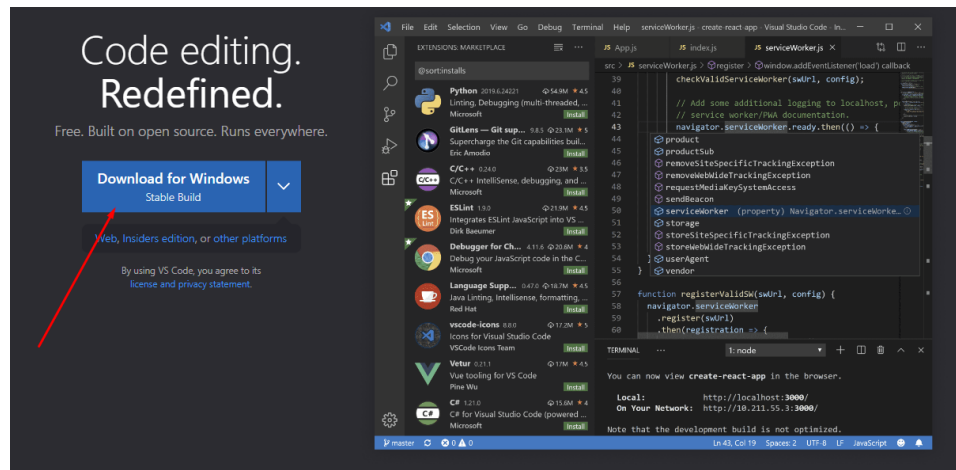 Code editing.
Redefined.
Free. Built on open source. Runs everywhere.
Download for Windows
Stable Build
Web, Insiders edition, or other platforms
By using VS Code, you agree to its
license and privacy statement.
File Edit Selection View Go Debug Terminal Help serviceWorker.js - create-react-app - Visual Studio Code - In...
EXTENSIONS: MARKETPLACE
@sort:installs
Python 2019.6.24221 54.9M ★ 4.5
Linting, Debugging (multi-threaded, ...
Microsoft Install
GitLens — Git sup... 9.8.5 23.1M ★ 5
Supercharge the Git capabilities buil...
Eric Amodio Install
C/C++ 0.24.0 23M ★ 3.5
C/C++ IntelliSense, debugging, and ...
Microsoft Install
ESLint 1.9.0 21.9M ★ 4.5
Integrates ESLint JavaScript into VS ...
Dirk Baeumer Install
Debugger for Ch... 4.11.6 20.6M ★ 4
Debug your JavaScript code in the C...
Microsoft Install
Language Supp... 0.47.0 18.7M ★ 4.5
Java Linting, Intellisense, formatting, ...
Red Hat Install
vscode-icons 8.8.0 17.2M ★ 5
Icons for Visual Studio Code
VSCode Icons Team Install
Vetur 0.21.1 17M ★ 4.5
Vue tooling for VS Code
Pine Wu Install
C# 1.21.0 15.6M ★ 4
C# for Visual Studio Code (powered ...
Microsoft Install
JS App.js JS index.js JS serviceWorker.js ×
src > JS serviceWorker.js > register > window.addEventListener('load') callback
39 checkValidServiceWorker(swUrl, config);
40
41 // Add some additional logging to localhost, p
42 // service worker/PWA documentation.
43 navigator.serviceWorker.ready.then(() => {
44 product
45 productSub
46 removeSiteSpecificTrackingException
47 removeWebWideTrackingException
48 requestMediaKeySystemAccess
49 sendBeacon
50 serviceWorker (property) Navigator.serviceWorke…
51 storage
52 storeSiteSpecificTrackingException
53 storeWebWideTrackingException
54 } userAgent
55 } vendor
56
57 function registerValidSW(swUrl, config) {
58 navigator.serviceWorker
59 .register(swUrl)
60 .then(registration => {
TERMINAL ... 1: node
You can now view create-react-app in the browser.
Local: http://localhost:3000/
On Your Network: http://10.211.55.3:3000/
Note that the development build is not optimized.
master 0 0 Ln 43, Col 19 Spaces: 2 UTF-8 LF JavaScript